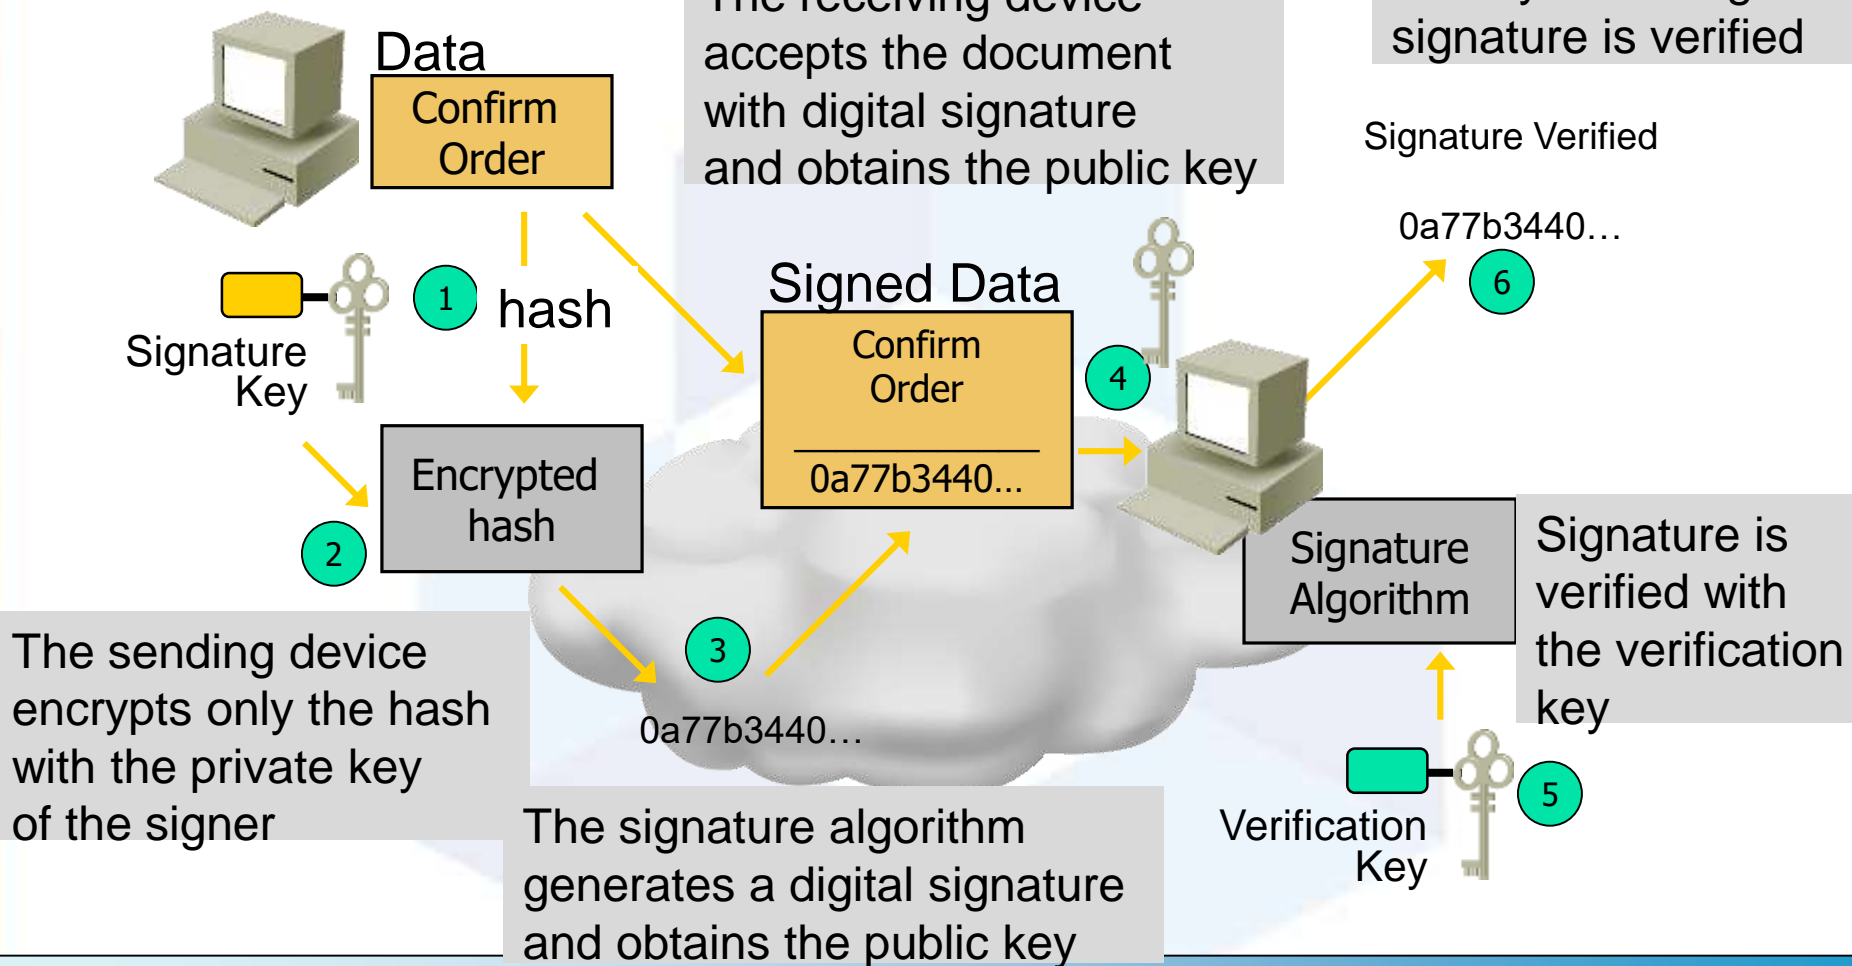 Data
Confirm
Order
accepts the document
with digital signature
and obtains the public key
signature is verified
Signature Verified
0a77b3440…
6
1
hash
Signature
Key
Signed Data
Confirm
Order
0a77b3440…
4
Encrypted
hash
2
3
0a77b3440…
The sending device
encrypts only the hash
with the private key
of the signer
The signature algorithm
generates a digital signature
and obtains the public key
Signature
Algorithm
Signature is
verified with
the verification
key
5
Verification
Key